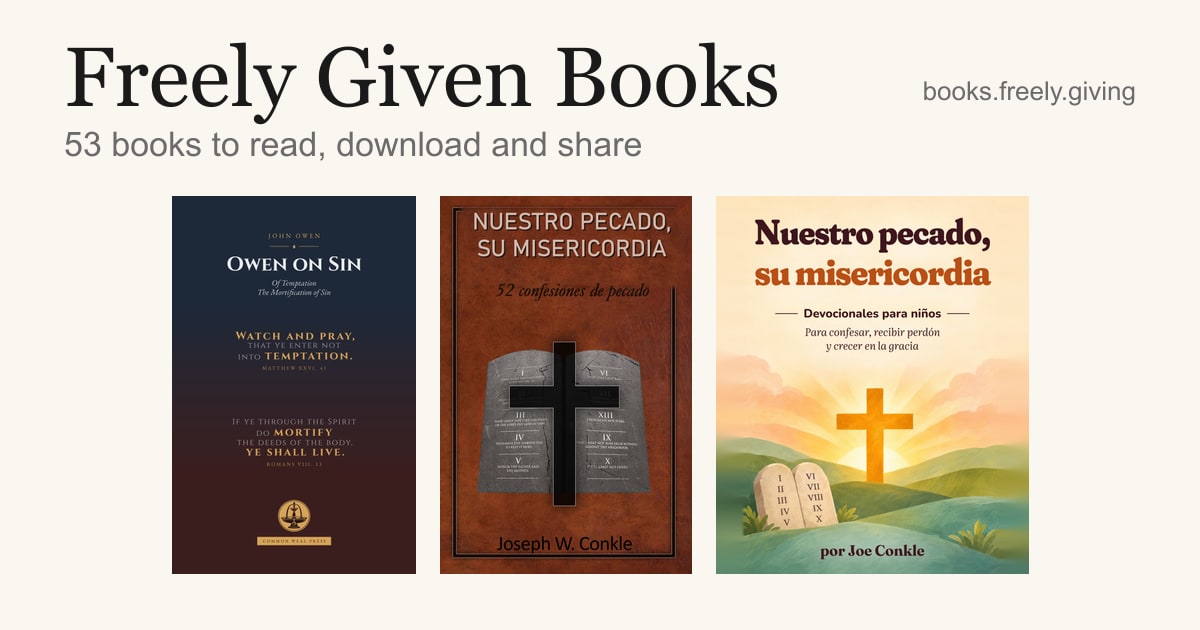 Freely Given Books
books.freely.giving
53 books to read, download and share
JOHN OWEN
OWEN ON SIN
Of Temptation
The Mortification of Sin
WATCH AND PRAY,
THAT YE ENTER NOT
INTO TEMPTATION.
MATTHEW XXVI. 41
IF YE THROUGH THE SPIRIT
DO MORTIFY
THE DEEDS OF THE BODY,
YE SHALL LIVE.
ROMANS VIII. 13
COMMON WEAL PRESS
NUESTRO PECADO,
SU MISERICORDIA
52 confesiones de pecado
I
III
IV
V
VI
VII
XIII
IX
X
Joseph W. Conkle
Nuestro pecado,
su misericordia
Devocionales para niños
Para confesar, recibir perdón
y crecer en la gracia
I
II
III
IV
V
VI
VII
VIII
IX
X
por Joe Conkle